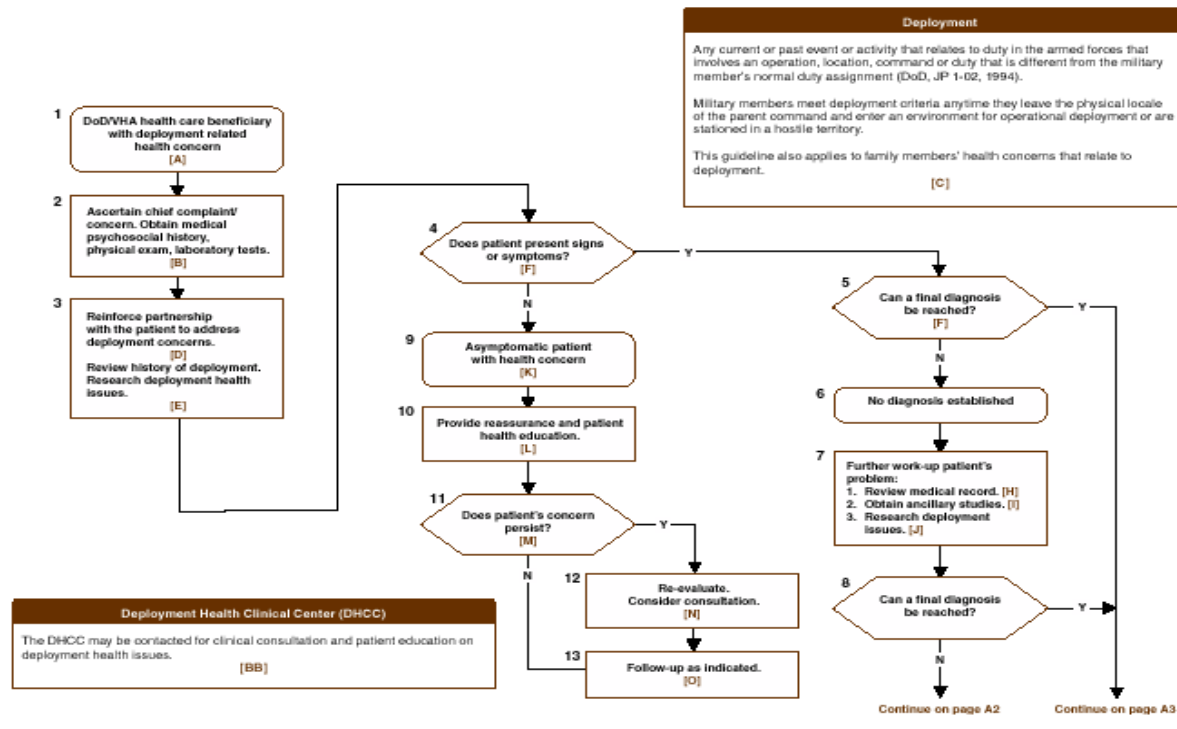 Deployment
Any current or past event or activity that relates to duty in the armed forces that
involves an operation, location, command or duty that is different from the military
member's normal duty assignment (DoD, JP 1-02, 1994).
Military members meet deployment criteria anytime they leave the physical locale
of the parent command and enter an environment for operational deployment or are
stationed in a hostile territory.
This guideline also applies to family members' health concerns that relate to
deployment.
[C]
1
DoD/VHA health care beneficiary
with deployment related
health concern
[A]
2
Ascertain chief complaint/
concern. Obtain medical
psychosocial history,
physical exam, laboratory tests.
[B]
3
Reinforce partnership
with the patient to address
deployment concerns.
[D]
Review history of deployment.
Research deployment health
issues.
[E]
4
Does patient present signs
or symptoms?
[F]
Y
N
5
Can a final diagnosis
be reached?
[F]
Y
N
6
No diagnosis established
7
Further work-up patient's
problem:
1. Review medical record. [H]
2. Obtain ancillary studies. [I]
3. Research deployment
issues. [J]
8
Can a final diagnosis
be reached?
Y
N
Continue on page A2
Continue on page A3
9
Asymptomatic patient
with health concern
[K]
10
Provide reassurance and patient
health education.
[L]
11
Does patient's concern
persist?
[M]
Y
N
12
Re-evaluate.
Consider consultation.
[N]
13
Follow-up as indicated.
[O]
Deployment Health Clinical Center (DHCC)
The DHCC may be contacted for clinical consultation and patient education on
deployment health issues.
[BB]